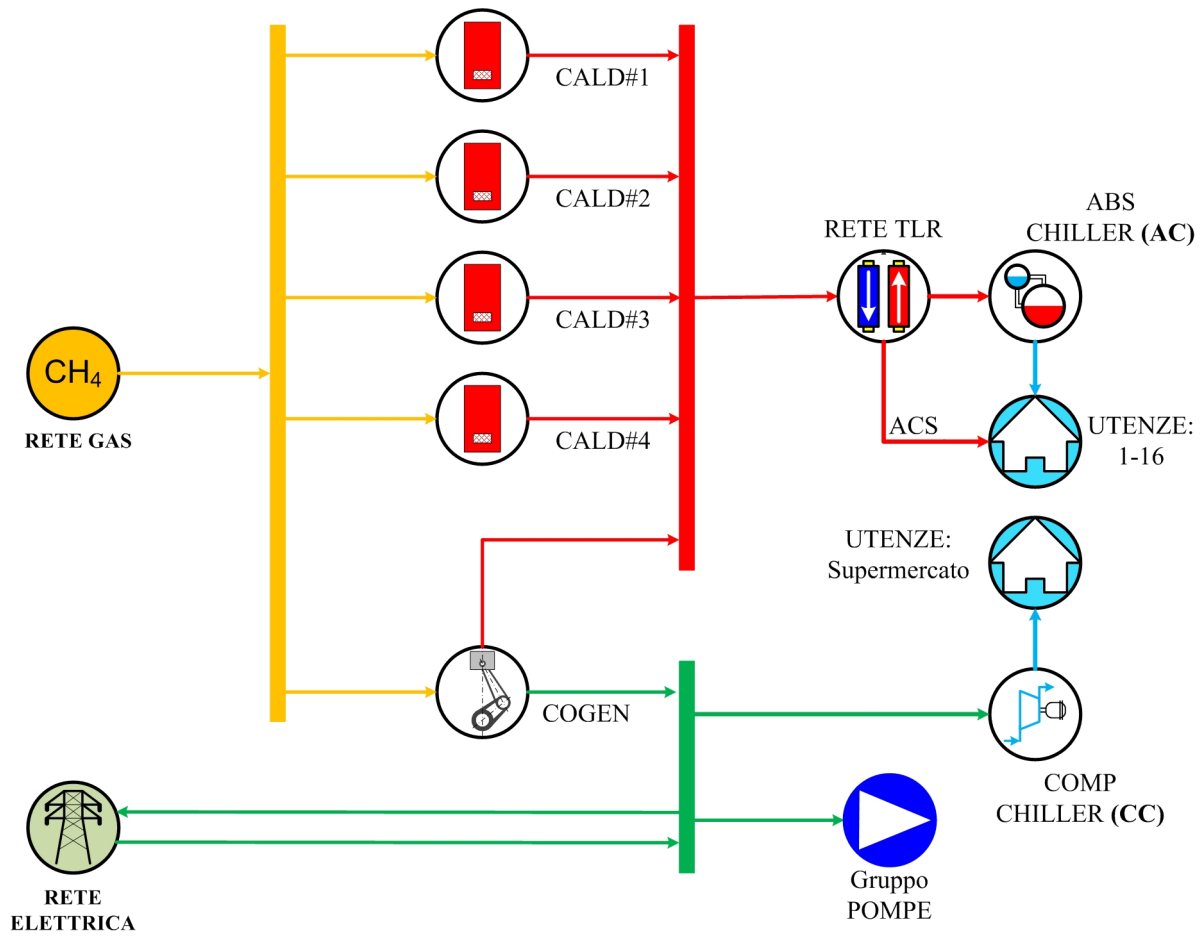 CALD#1
CALD#2
ABS
CHILLER (AC)
RETE TLR
CALD#3
CH₄
RETE GAS
CALD#4
ACS
UTENZE:
1-16
UTENZE:
Supermercato
COGEN
COMP
CHILLER (CC)
RETE
ELETTRICA
Gruppo
POMPE